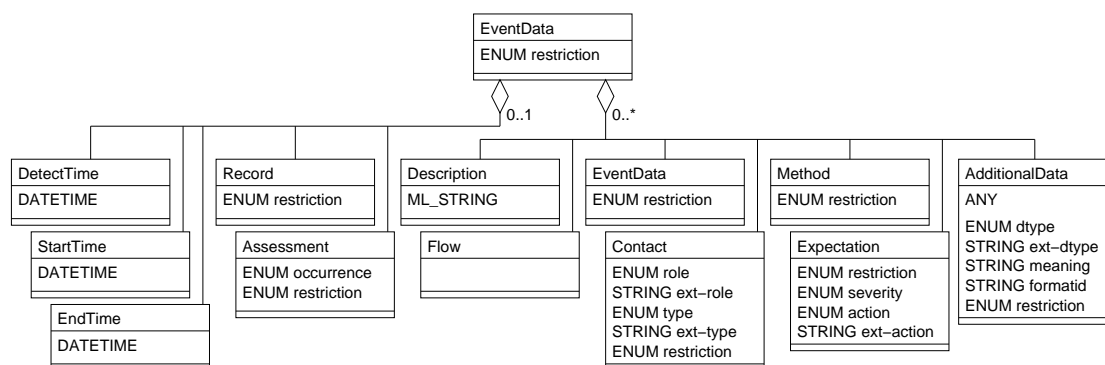 EventData
ENUM restriction
0..1
0..*
DetectTime
DATETIME
Record
ENUM restriction
Description
ML_STRING
EventData
ENUM restriction
Method
ENUM restriction
AdditionalData
ANY
ENUM dtype
STRING ext−dtype
STRING meaning
STRING formatid
ENUM restriction
StartTime
DATETIME
Assessment
ENUM occurrence
ENUM restriction
Flow
Contact
ENUM role
STRING ext−role
ENUM type
STRING ext−type
ENUM restriction
Expectation
ENUM restriction
ENUM severity
ENUM action
STRING ext−action
EndTime
DATETIME